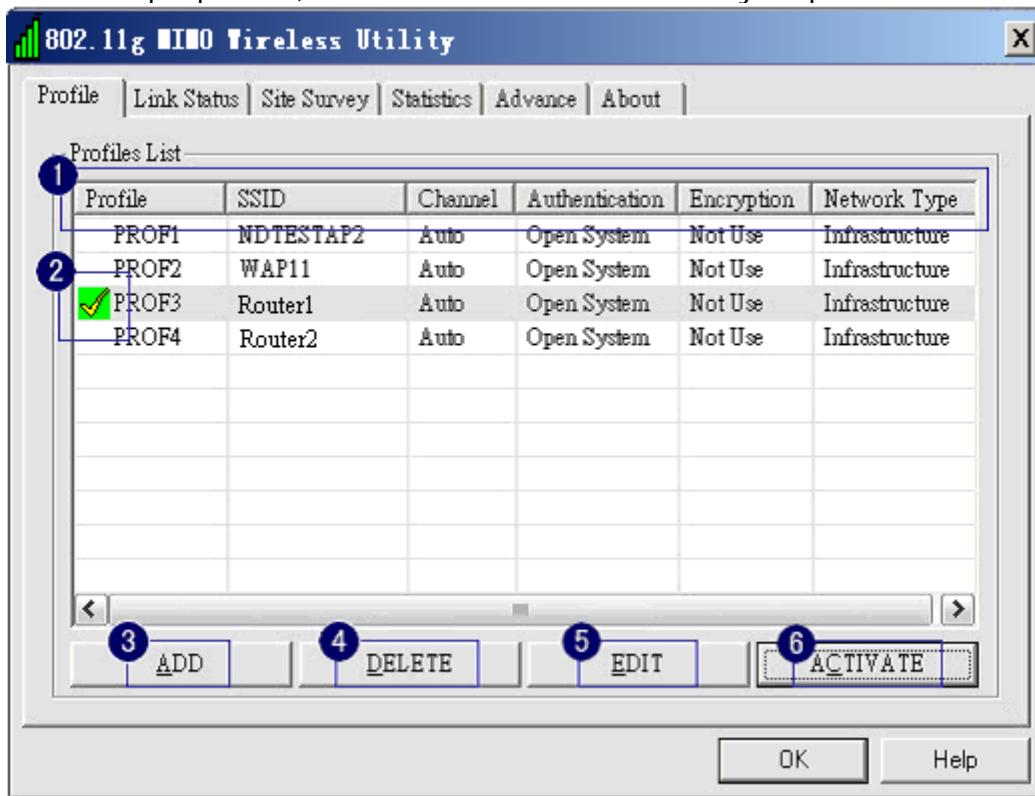 802.11g MIMO Wireless Utility X
Profile Link Status Site Survey Statistics Advance About
Profiles List
1
Profile SSID Channel Authentication Encryption Network Type
PROF1 NDTESTAP2 Auto Open System Not Use Infrastructure
2 PROF2 WAP11 Auto Open System Not Use Infrastructure
PROF3 Router1 Auto Open System Not Use Infrastructure
PROF4 Router2 Auto Open System Not Use Infrastructure
3 ADD 4 DELETE 5 EDIT 6 ACTIVATE
OK Help